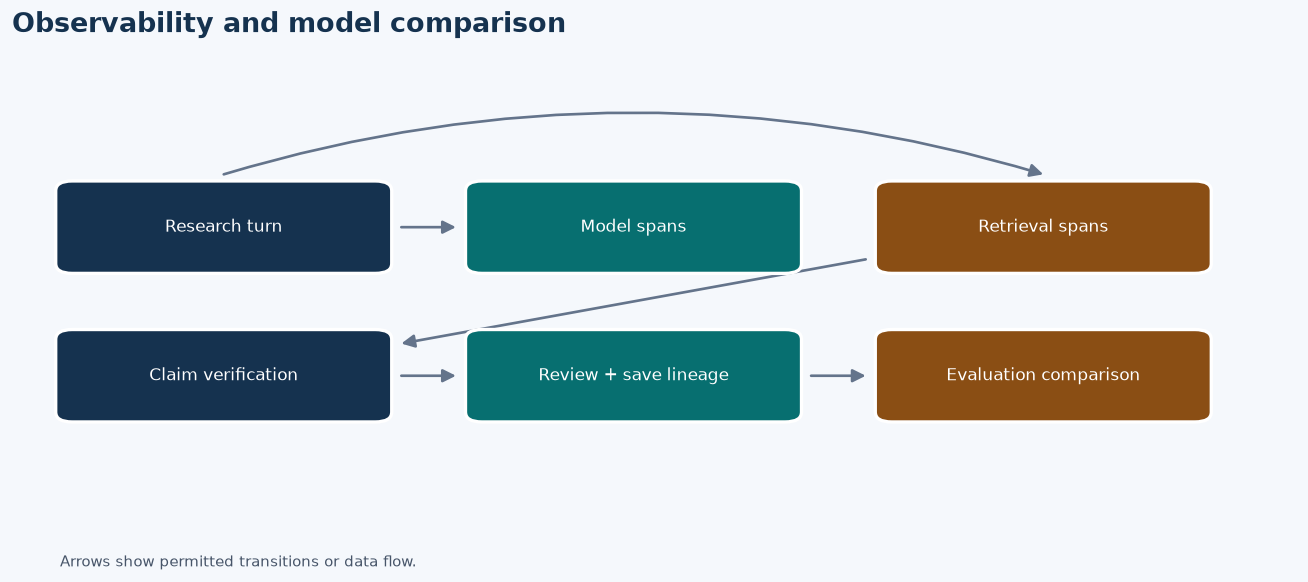 Observability and model comparison
Research turn
Model spans
Retrieval spans
Claim verification
Review + save lineage
Evaluation comparison
Arrows show permitted transitions or data flow.